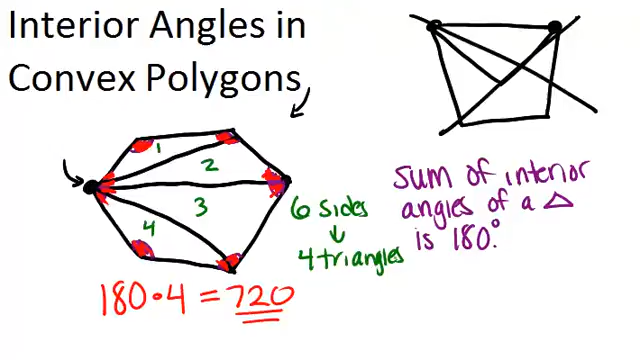 Interior Angles in
Convex Polygons
1
2
3
4
6 sides
4 triangles
180·4 = 720
sum of interior
angles of a △
is 180°.